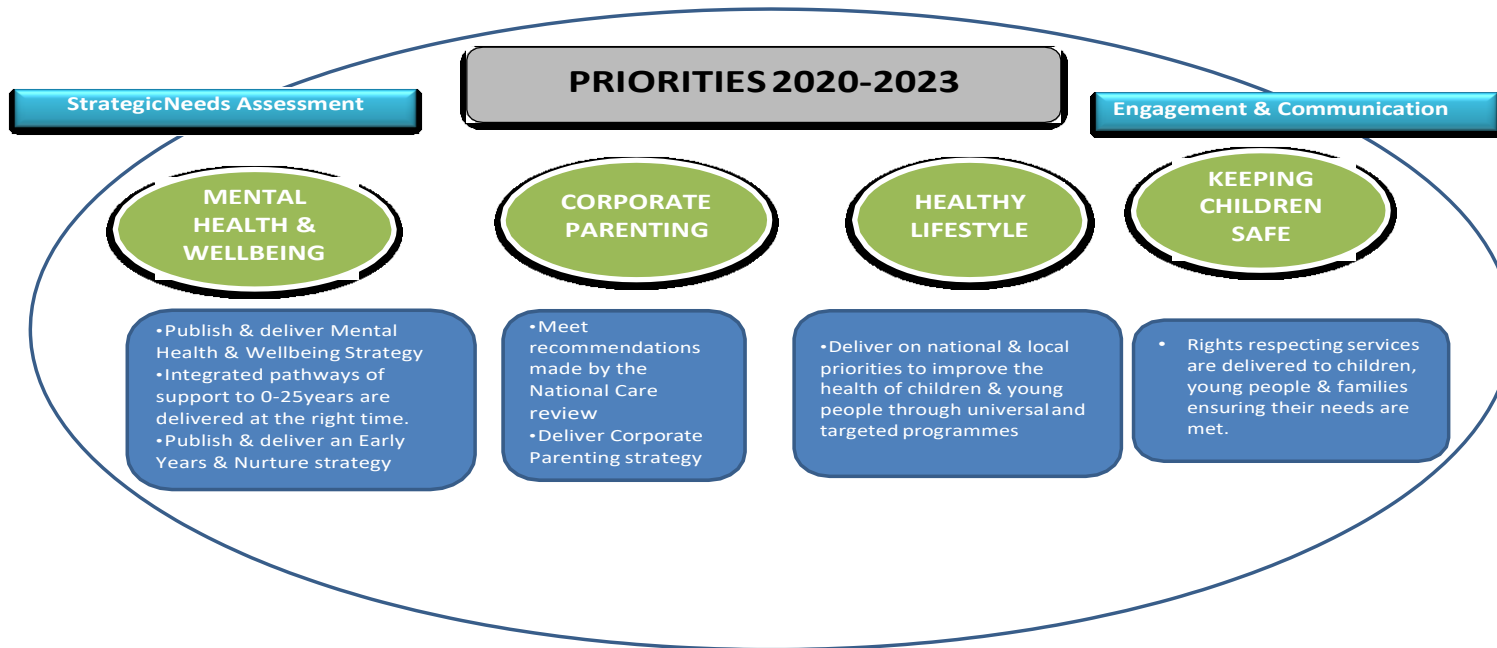 PRIORITIES 2020-2023
StrategicNeeds Assessment
Engagement & Communication
MENTAL
HEALTH &
WELLBEING
CORPORATE
PARENTING
HEALTHY
LIFESTYLE
KEEPING
CHILDREN
SAFE
•Publish & deliver Mental
Health & Wellbeing Strategy
•Integrated pathways of
support to 0-25years are
delivered at the right time.
•Publish & deliver an Early
Years & Nurture strategy
•Meet
recommendations
made by the
National Care
review
•Deliver Corporate
Parenting strategy
•Deliver on national & local
priorities to improve the
health of children & young
people through universaland
targeted programmes
• Rights respecting services
are delivered to children,
young people & families
ensuring their needs are
met.